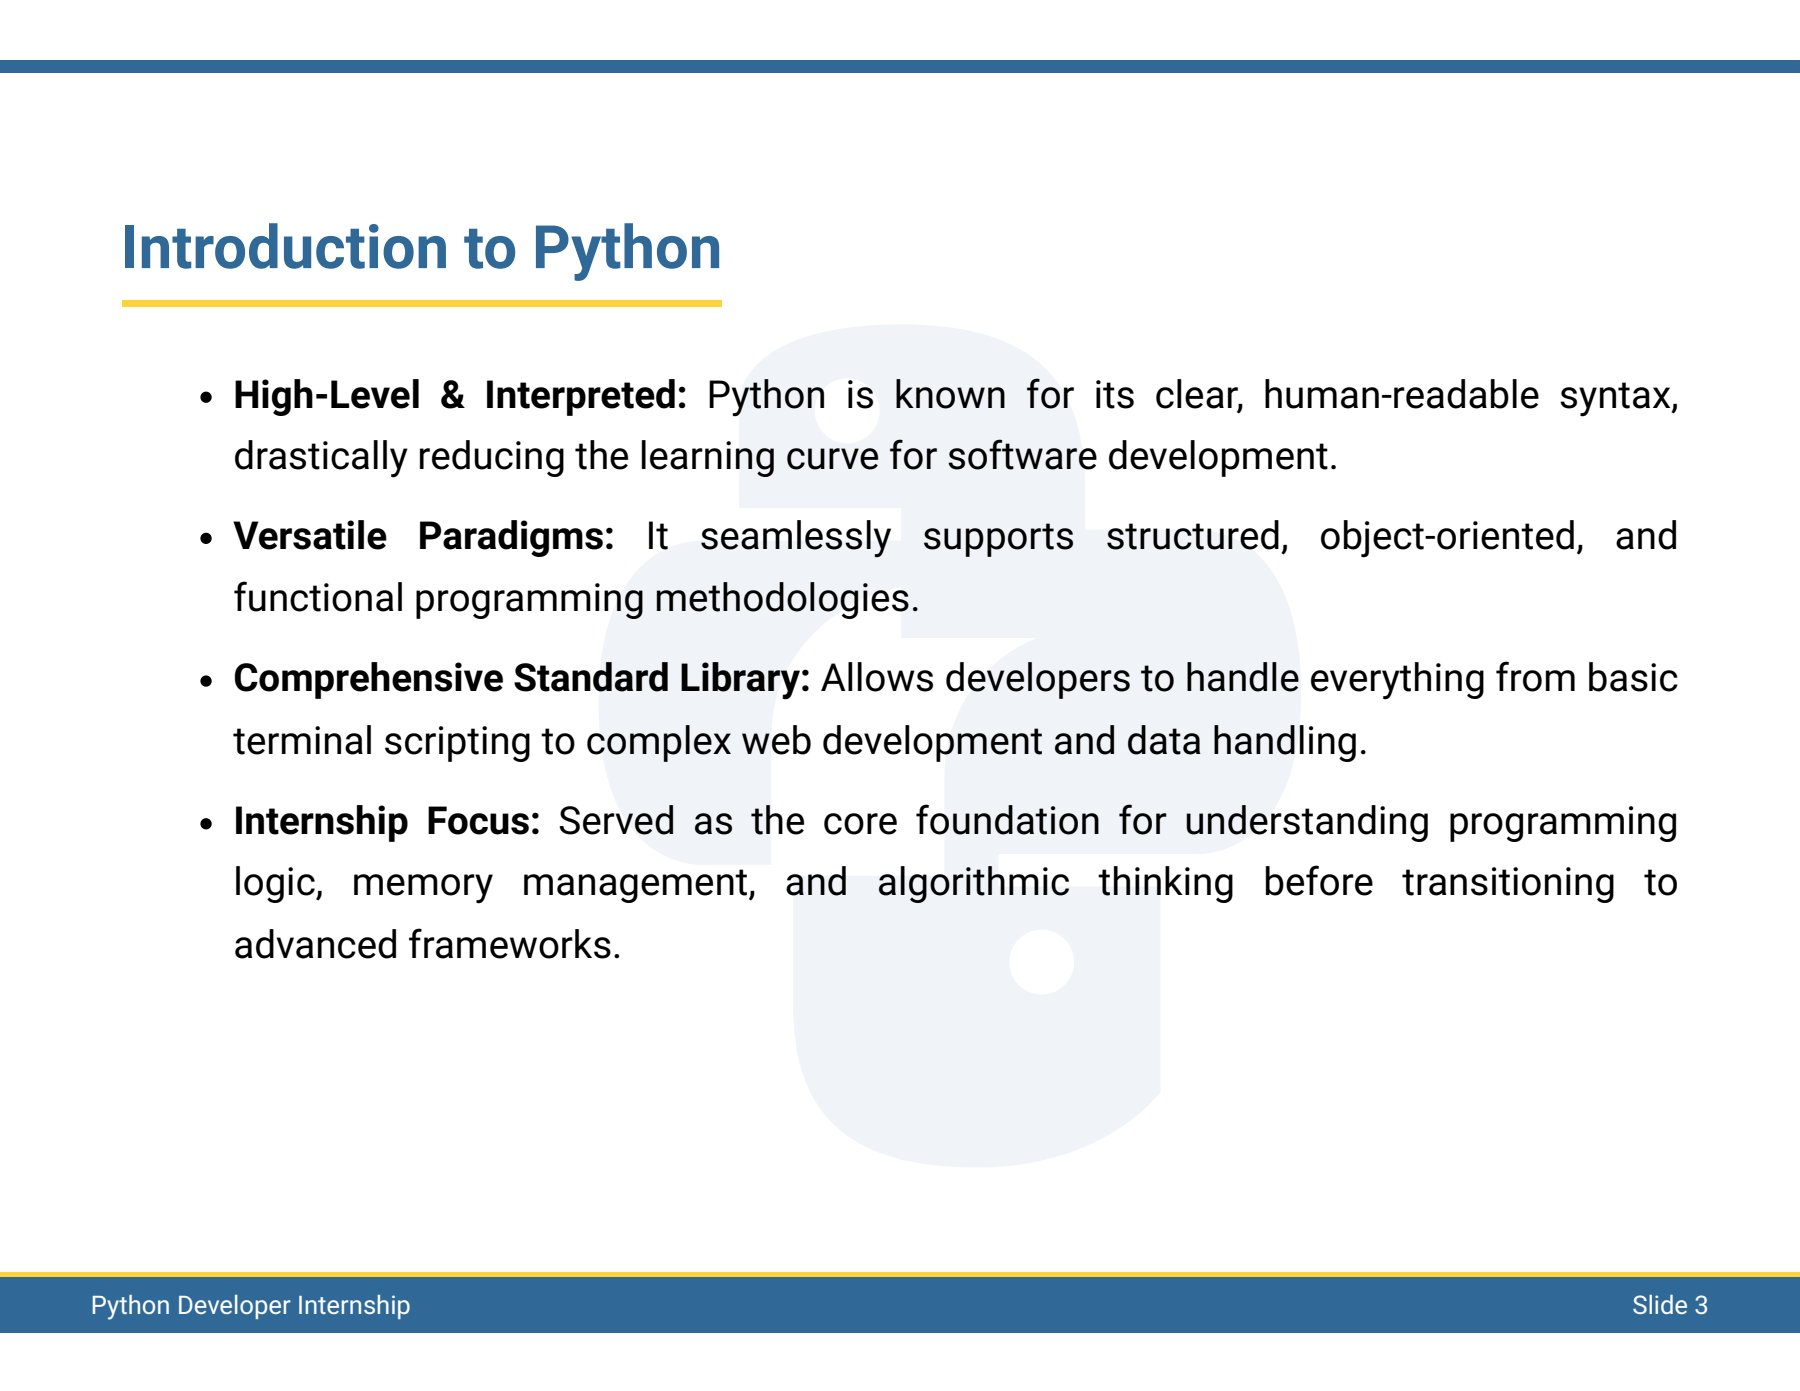 Introduction to Python
• High-Level & Interpreted: Python is known for its clear, human-readable syntax,
drastically reducing the learning curve for software development.
• Versatile Paradigms: It seamlessly supports structured, object-oriented, and
functional programming methodologies.
• Comprehensive Standard Library: Allows developers to handle everything from basic
terminal scripting to complex web development and data handling.
• Internship Focus: Served as the core foundation for understanding programming
logic, memory management, and algorithmic thinking before transitioning to
advanced frameworks.
Python Developer Internship
Slide 3